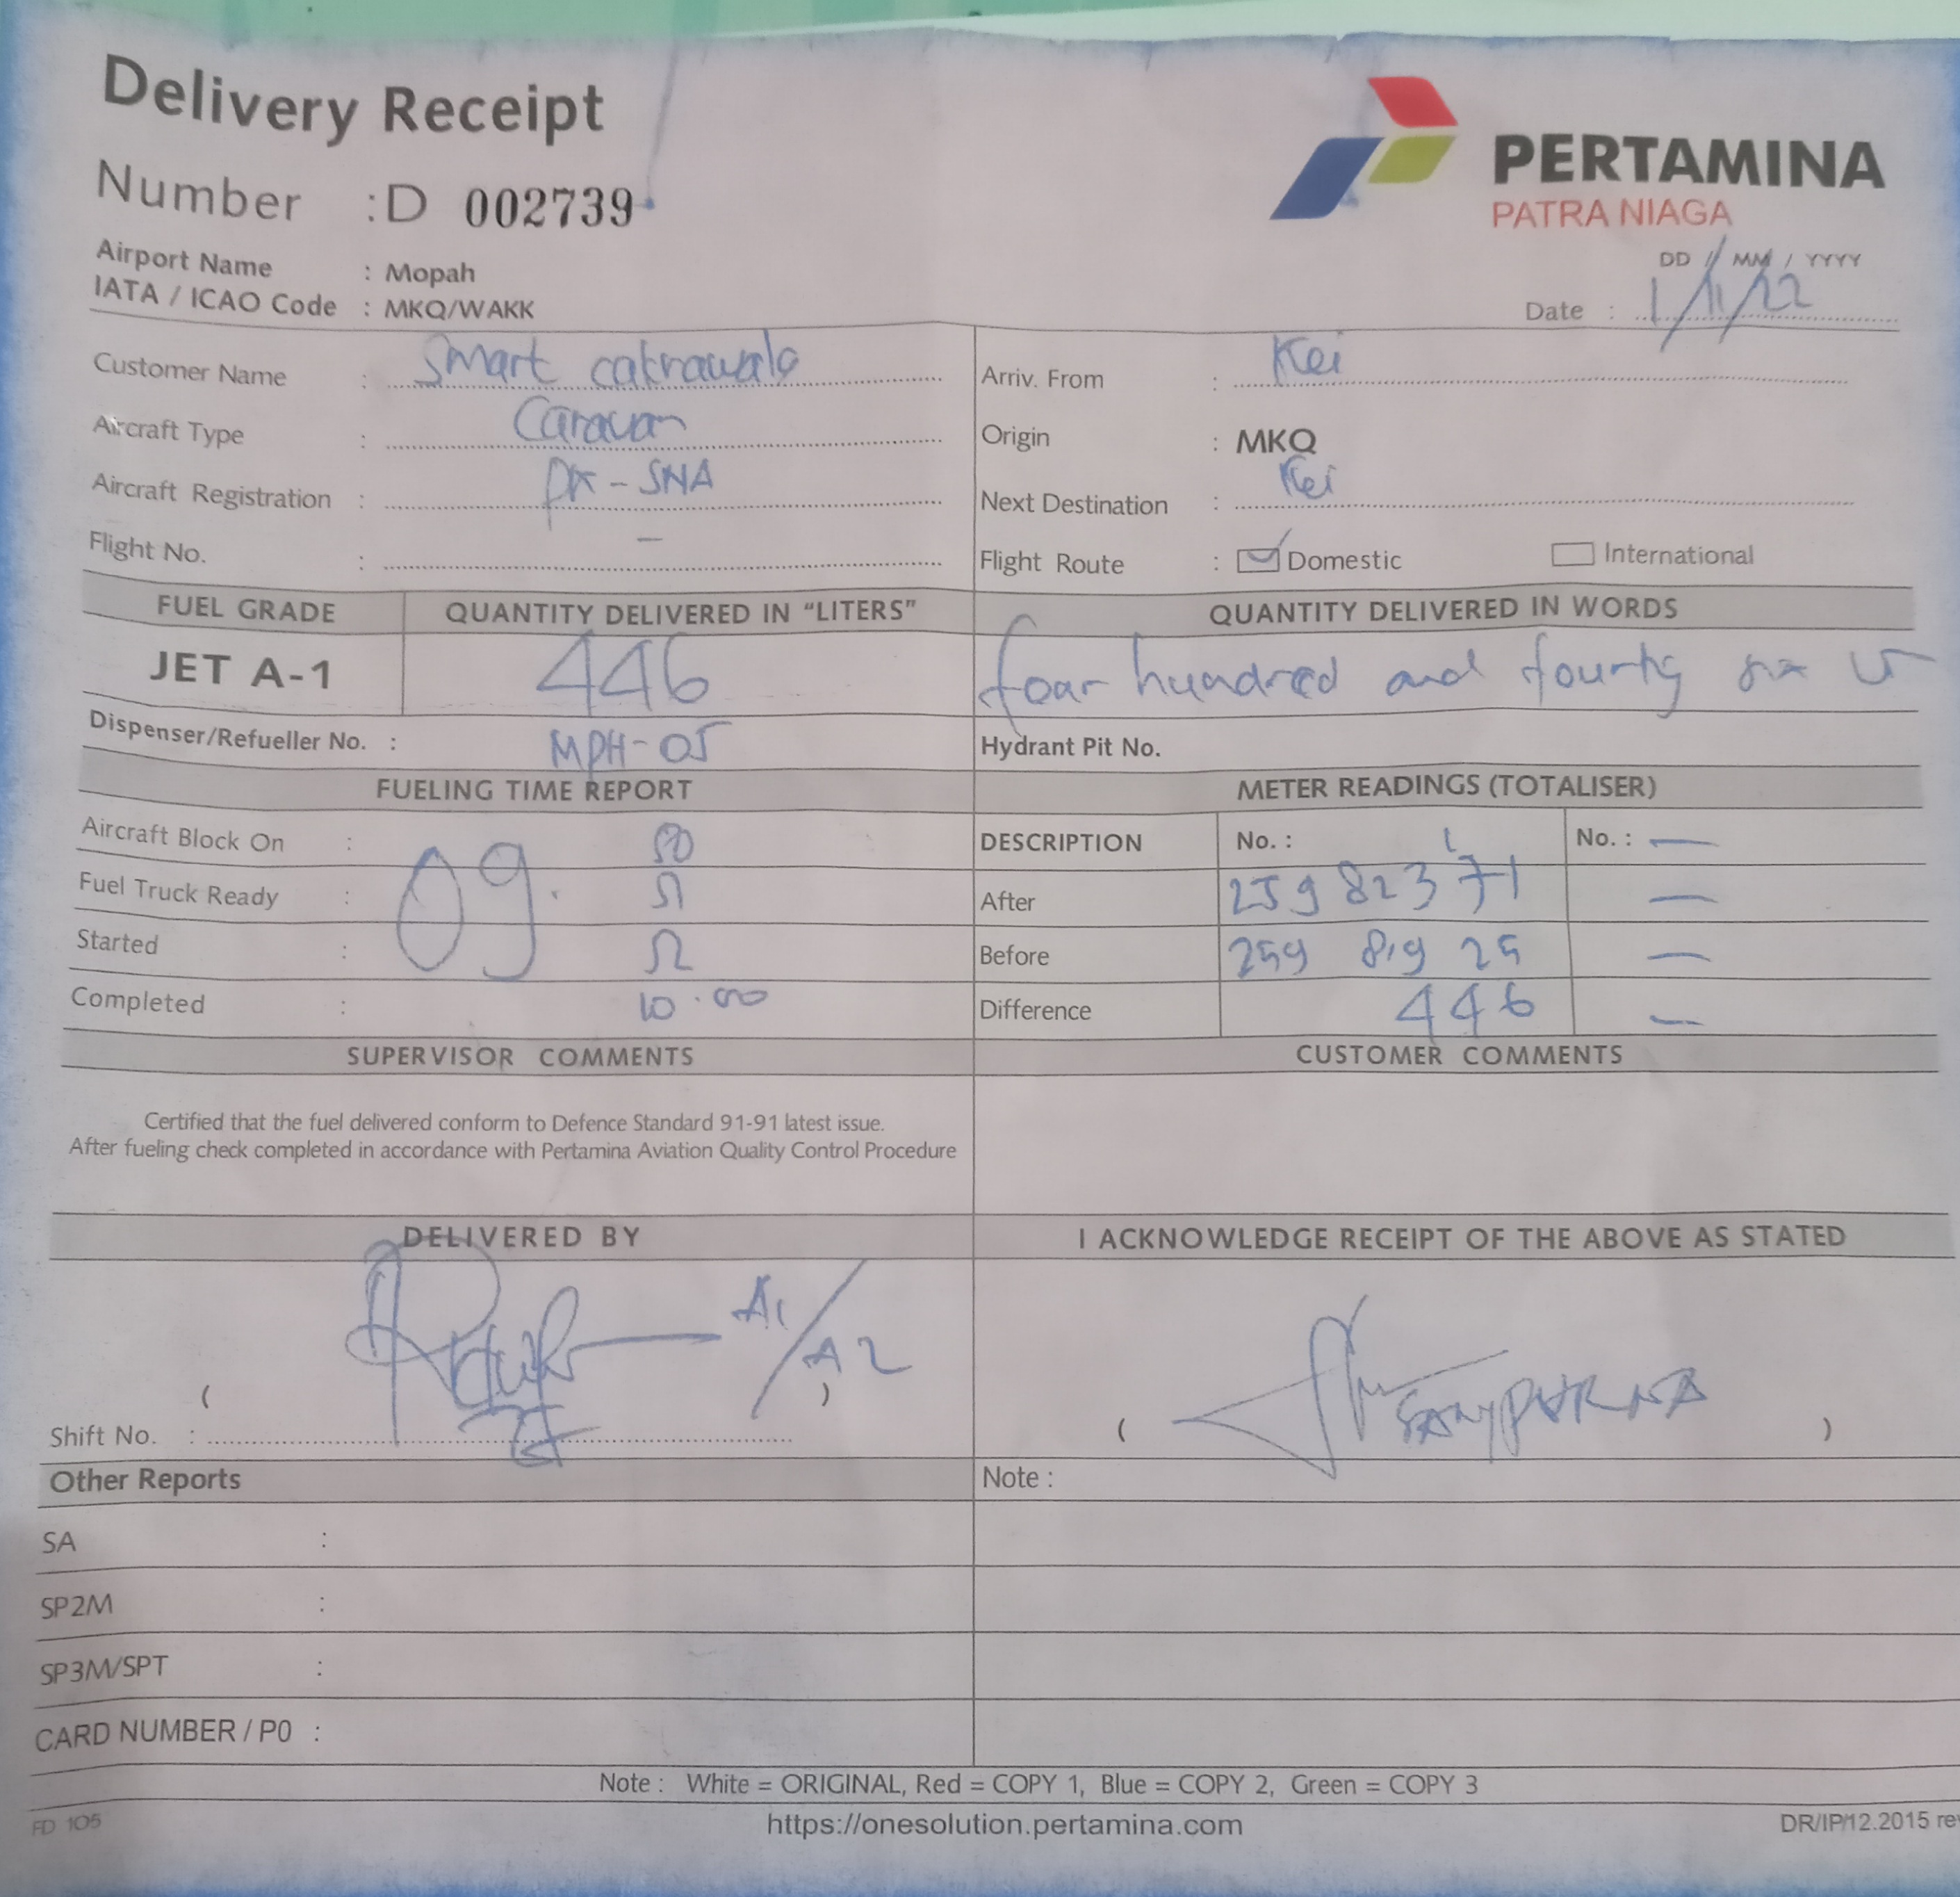 Delivery Receipt
Number : D 002739
PERTAMINA
PATRA NIAGA
Airport Name : Mopah
IATA / ICAO Code : MKQ/WAKK
DD / MM / YYYY
Date : 1/11/22
Customer Name : Smart catrawala
Arriv. From : Kei
Aircraft Type : Caravan
Origin : MKQ
Aircraft Registration : PK-SNA
Next Destination : Kei
Flight No. : -
Flight Route : Domestic International
FUEL GRADE QUANTITY DELIVERED IN "LITERS" QUANTITY DELIVERED IN WORDS
JET A-1 446 four hundred and fourty six
Dispenser/Refueller No. : MPH-05 Hydrant Pit No.
FUELING TIME REPORT METER READINGS (TOTALISER)
Aircraft Block On : 09. 50 DESCRIPTION No. : 1 No. : —
Fuel Truck Ready : 51 After 25982371 —
Started : 52 Before 259 819 25 —
Completed : 10.00 Difference 446 —
SUPERVISOR COMMENTS CUSTOMER COMMENTS
Certified that the fuel delivered conform to Defence Standard 91-91 latest issue.
After fueling check completed in accordance with Pertamina Aviation Quality Control Procedure
DELIVERED BY I ACKNOWLEDGE RECEIPT OF THE ABOVE AS STATED
A1/A2
( ) ( SAMPURNA )
Shift No. :
Other Reports Note :
SA :
SP2M :
SP3M/SPT :
CARD NUMBER / P0 :
Note : White = ORIGINAL, Red = COPY 1, Blue = COPY 2, Green = COPY 3
FD 105 https://onesolution.pertamina.com DR/IP/12.2015 rev